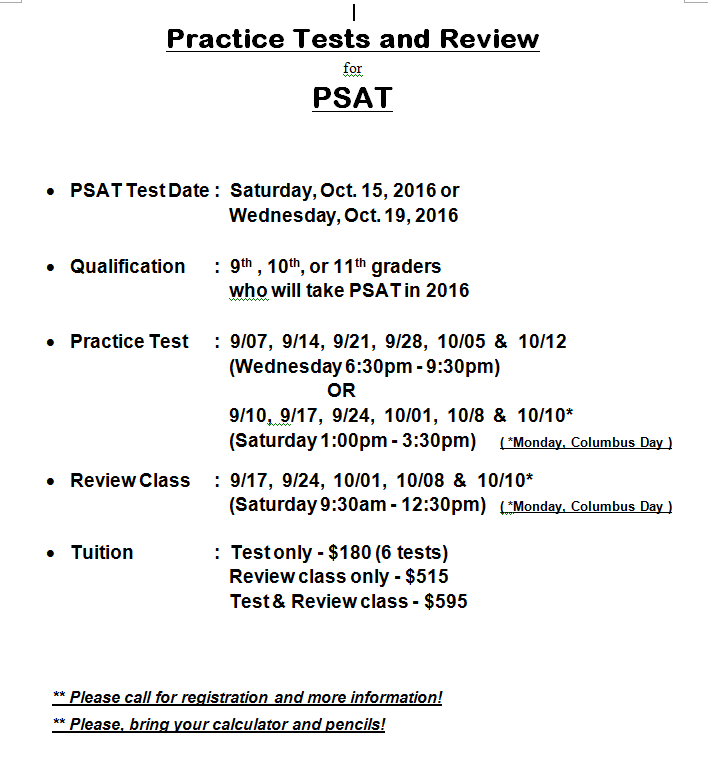 Practice Tests and Review
for
PSAT
• PSAT Test Date : Saturday, Oct. 15, 2016 or
Wednesday, Oct. 19, 2016
• Qualification : 9th , 10th, or 11th graders
who will take PSAT in 2016
• Practice Test : 9/07, 9/14, 9/21, 9/28, 10/05 & 10/12
(Wednesday 6:30pm - 9:30pm)
OR
9/10, 9/17, 9/24, 10/01, 10/8 & 10/10*
(Saturday 1:00pm - 3:30pm) ( *Monday, Columbus Day )
• Review Class : 9/17, 9/24, 10/01, 10/08 & 10/10*
(Saturday 9:30am - 12:30pm) ( *Monday, Columbus Day )
• Tuition : Test only - $180 (6 tests)
Review class only - $515
Test & Review class - $595
** Please call for registration and more information!
** Please, bring your calculator and pencils!